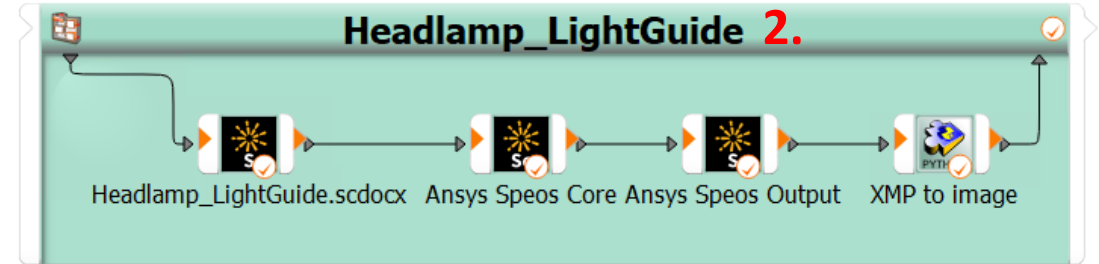 Headlamp_LightGuide 2.
Headlamp_LightGuide.scdocx Ansys Speos Core Ansys Speos Output XMP to image